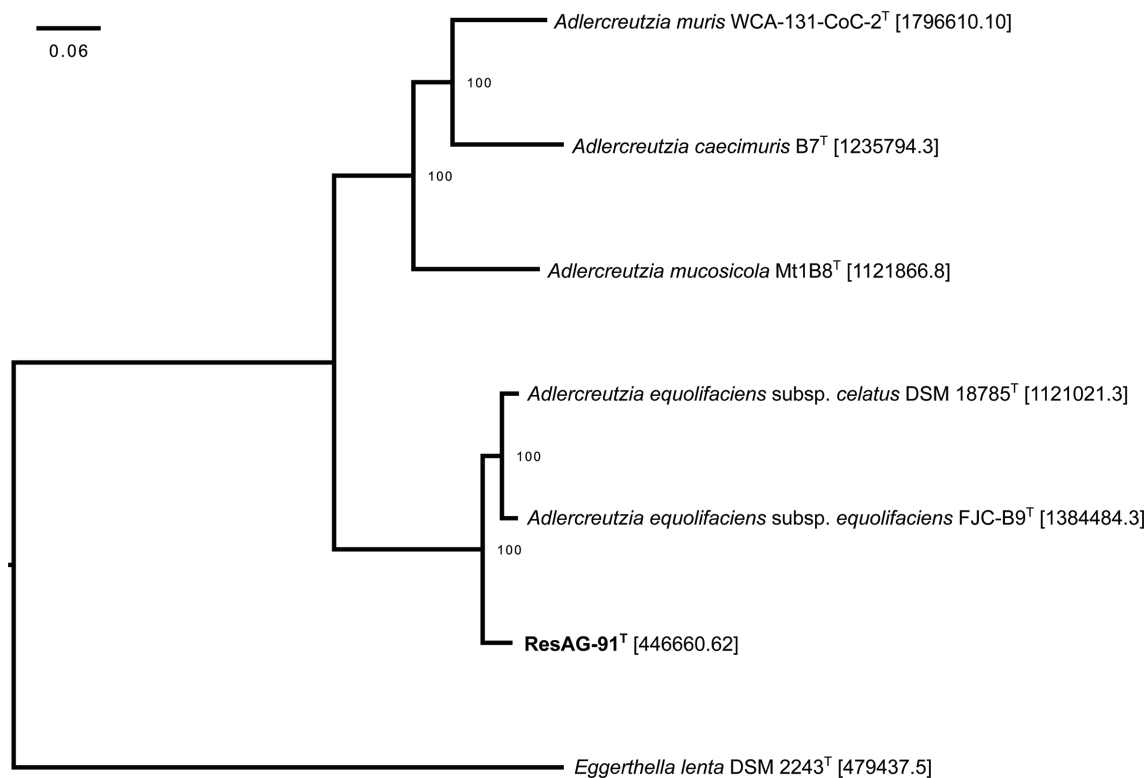 Adlercreutzia muris WCA-131-CoC-2ᵀ [1796610.10]
0.06
100
Adlercreutzia caecimuris B7ᵀ [1235794.3]
100
Adlercreutzia mucosicola Mt1B8ᵀ [1121866.8]
Adlercreutzia equolifaciens subsp. celatus DSM 18785ᵀ [1121021.3]
100
Adlercreutzia equolifaciens subsp. equolifaciens FJC-B9ᵀ [1384484.3]
100
ResAG-91ᵀ [446660.62]
Eggerthella lenta DSM 2243ᵀ [479437.5]